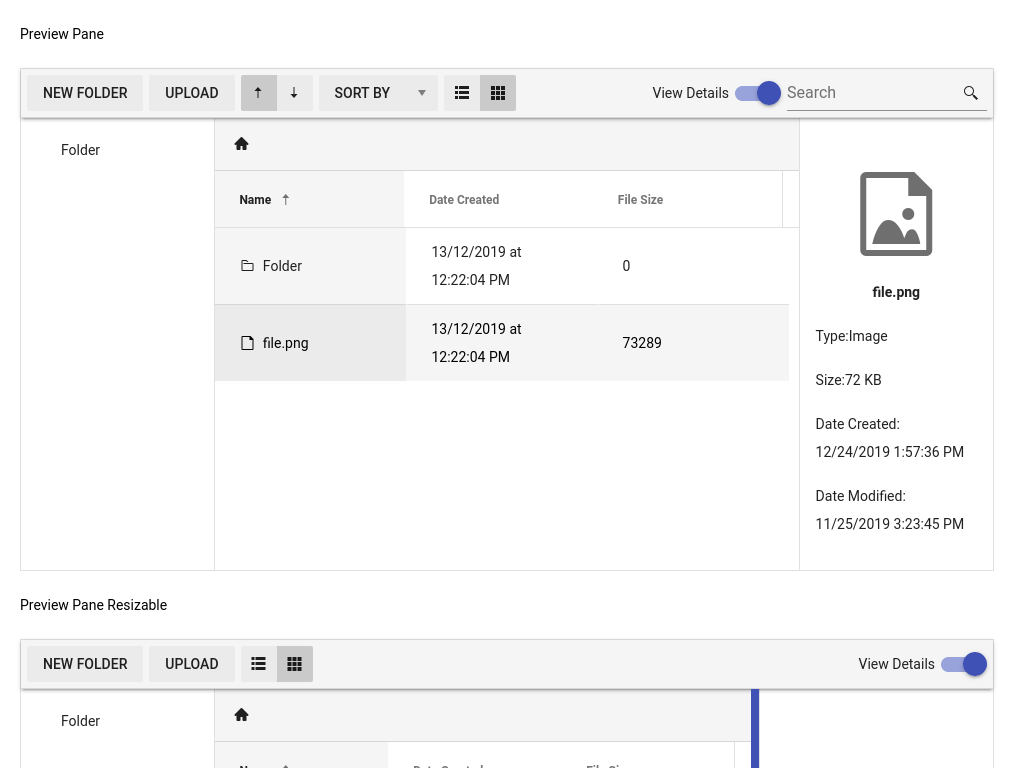 Preview Pane
NEW FOLDER UPLOAD SORT BY View Details Search
Folder
Name Date Created File Size
Folder 13/12/2019 at 12:22:04 PM 0
file.png 13/12/2019 at 12:22:04 PM 73289
file.png
Type:Image
Size:72 KB
Date Created:
12/24/2019 1:57:36 PM
Date Modified:
11/25/2019 3:23:45 PM
Preview Pane Resizable
NEW FOLDER UPLOAD View Details
Folder